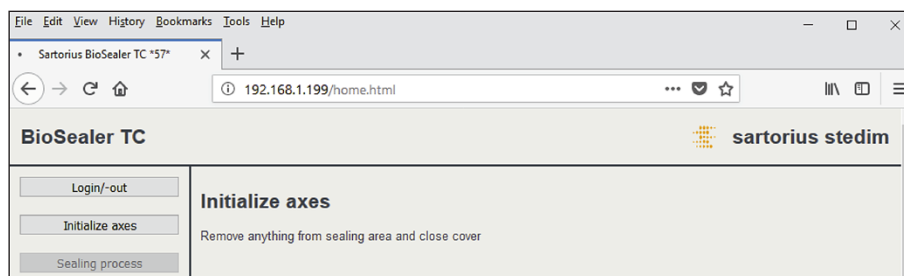 File Edit View History Bookmarks Tools Help
Sartorius BioSealer TC *57*
192.168.1.199/home.html
BioSealer TC
sartorius stedim
Login/-out
Initialize axes
Initialize axes
Remove anything from sealing area and close cover
Sealing process